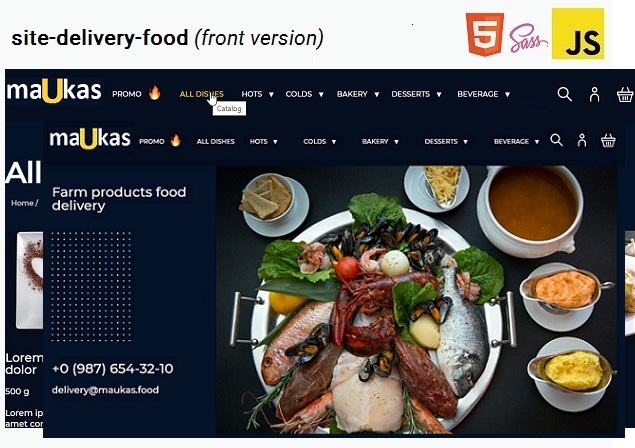 site-delivery-food (front version)
5
Sass
JS
maUkas PROMO ALL DISHES HOTS COLDS BAKERY DESSERTS BEVERAGE
Catalog
maUkas PROMO ALL DISHES HOTS COLDS BAKERY DESSERTS BEVERAGE
All
Home /
Farm products food
delivery
+0 (987) 654-32-10
delivery@maukas.food
Lorem
dolor
500 g
Lorem ip
amet con